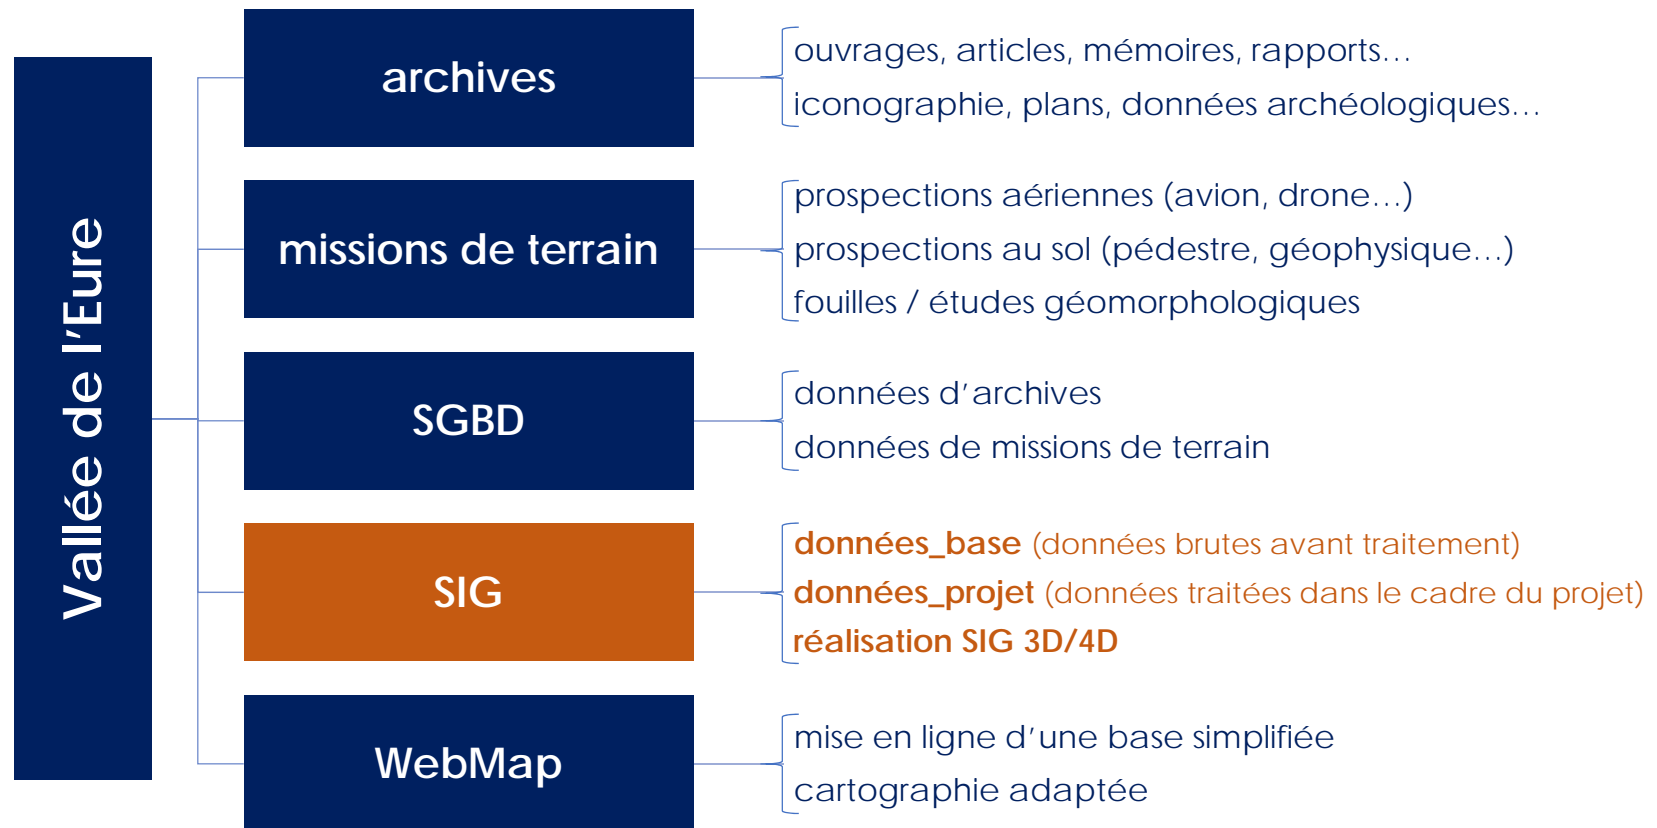 Vallée de l’Eure
archives
ouvrages, articles, mémoires, rapports…
iconographie, plans, données archéologiques…
missions de terrain
prospections aériennes (avion, drone…)
prospections au sol (pédestre, géophysique…)
fouilles / études géomorphologiques
SGBD
données d’archives
données de missions de terrain
SIG
données_base (données brutes avant traitement)
données_projet (données traitées dans le cadre du projet)
réalisation SIG 3D/4D
WebMap
mise en ligne d’une base simplifiée
cartographie adaptée